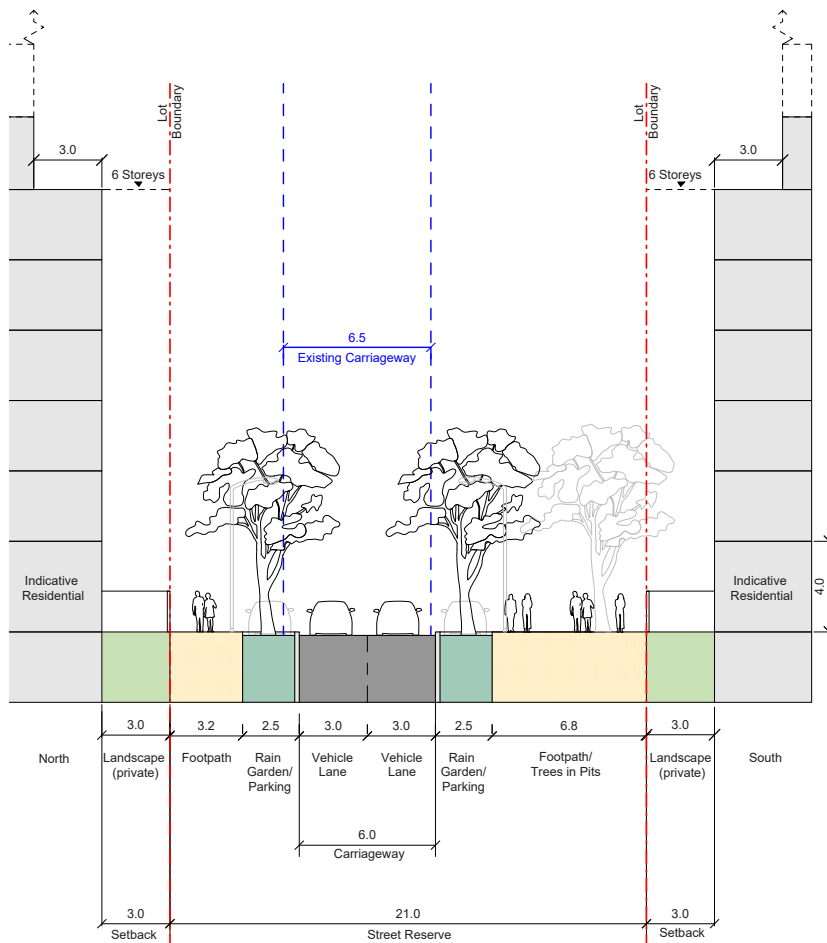 Lot
Boundary
Lot
Boundary
3.0
3.0
6 Storeys
6 Storeys
6.5
Existing Carriageway
Indicative
Residential
Indicative
Residential
4.0
3.0
3.2
2.5
3.0
3.0
2.5
6.8
3.0
North
Landscape
(private)
Footpath
Rain
Garden/
Parking
Vehicle
Lane
Vehicle
Lane
Rain
Garden/
Parking
Footpath/
Trees in Pits
Landscape
(private)
South
6.0
Carriageway
3.0
21.0
3.0
Setback
Street Reserve
Setback